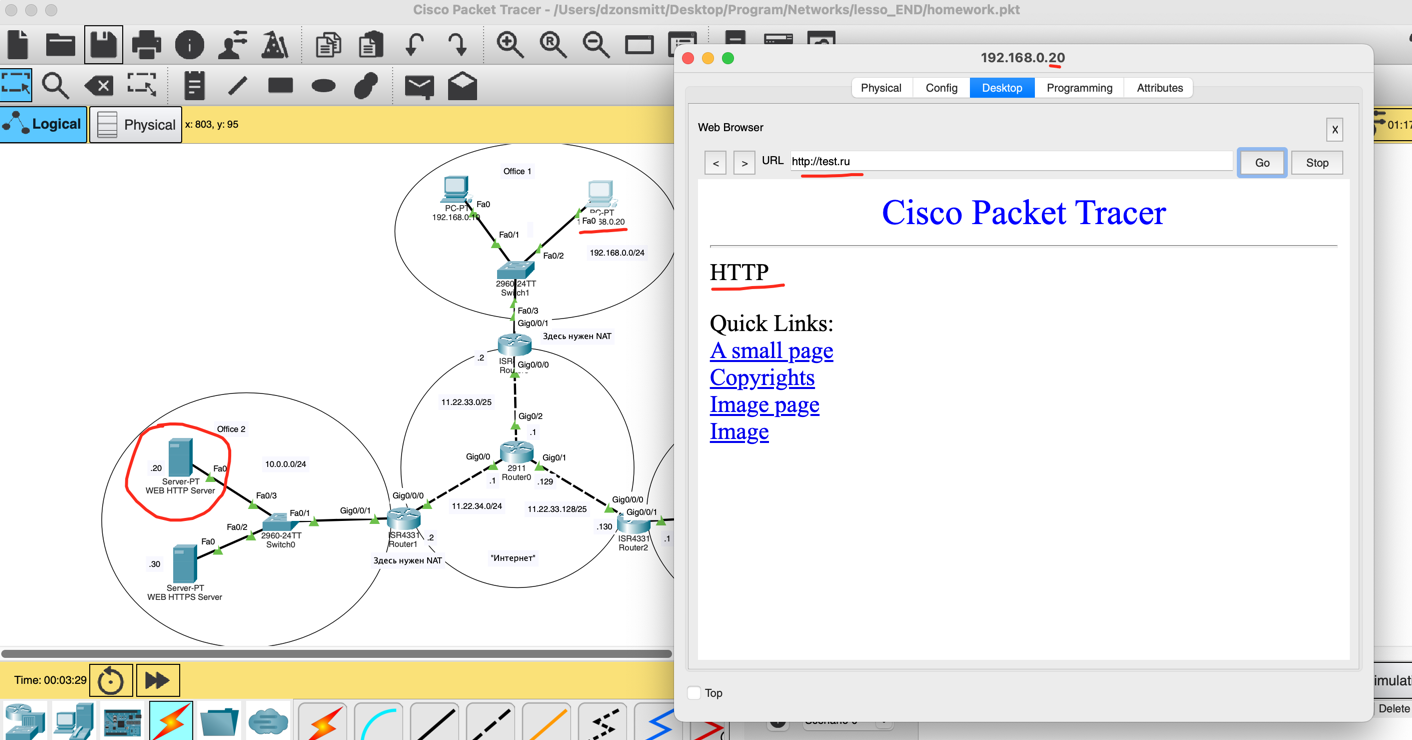 Cisco Packet Tracer - /Users/dzonsmitt/Desktop/Program/Networks/lesso_END/homework.pkt
Logical
Physical
x: 803, y: 95
01:17
Office 1
PC-PT
192.168.0.10
Fa0
PC-PT
Fa0
68.0.20
Fa0/1
Fa0/2
192.168.0.0/24
2960-24TT
Switch1
Fa0/3
Gig0/0/1
Здесь нужен NAT
.2
Gig0/0/0
11.22.33.0/25
Gig0/2
.1
Gig0/0
Gig0/1
2911
Router0
.1
.129
11.22.34.0/24
11.22.33.128/25
Gig0/0/0
Gig0/0/0
Gig0/0/1
.130
.1
ISR4331
Router2
"Интернет"
Office 2
.20
Fa0
Server-PT
WEB HTTP Server
10.0.0.0/24
Fa0/3
Fa0/1
Gig0/0/1
Fa0/2
2960-24TT
Switch0
ISR4331
Router1
.2
Здесь нужен NAT
Fa0
.30
Server-PT
WEB HTTPS Server
Time: 00:03:29
192.168.0.20
Physical
Config
Desktop
Programming
Attributes
Web Browser
X
<
>
URL
http://test.ru
Go
Stop
Cisco Packet Tracer
HTTP
Quick Links:
A small page
Copyrights
Image page
Image
Top
Delete